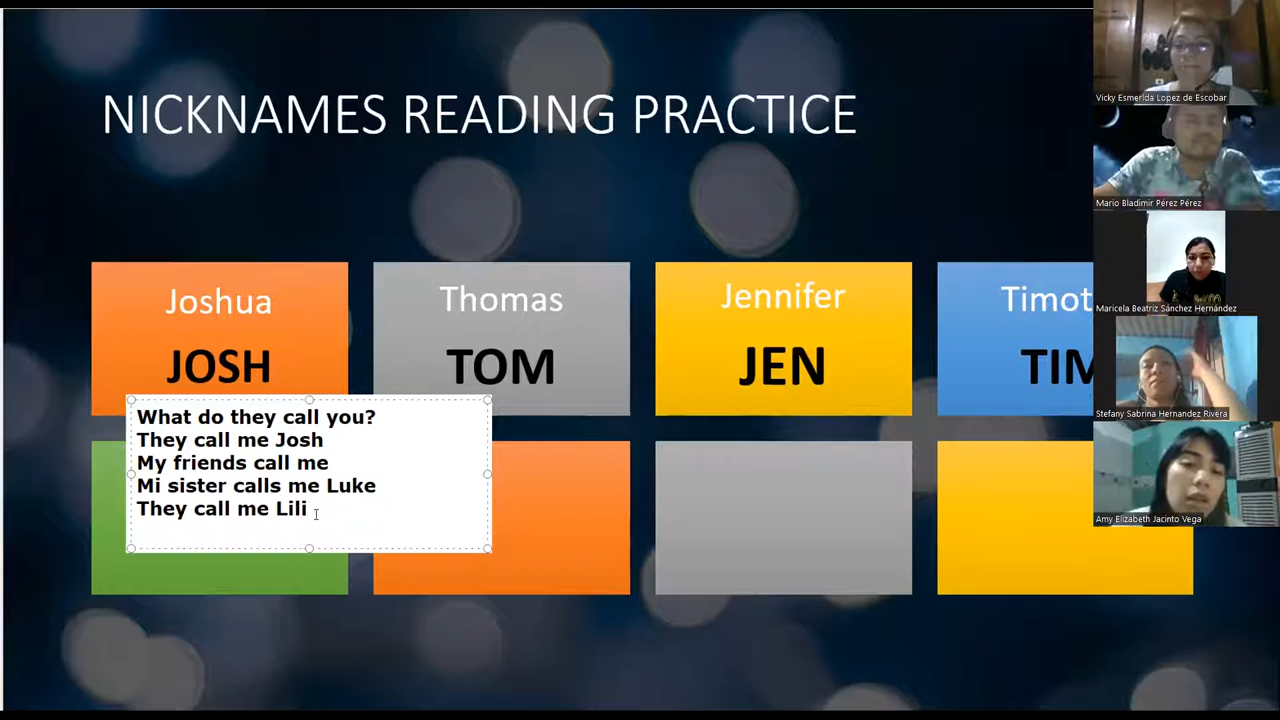 NICKNAMES READING PRACTICE
Joshua
JOSH
Thomas
TOM
Jennifer
JEN
Timot
TIM
What do they call you?
They call me Josh
My friends call me
Mi sister calls me Luke
They call me Lili
Vicky Esmerlda Lopez de Escobar
Mario Bladimir Pérez Pérez
Maricela Beatriz Sánchez Hernández
Stefany Sabrina Hernandez Rivera
Amy Elizabeth Jacinto Vega